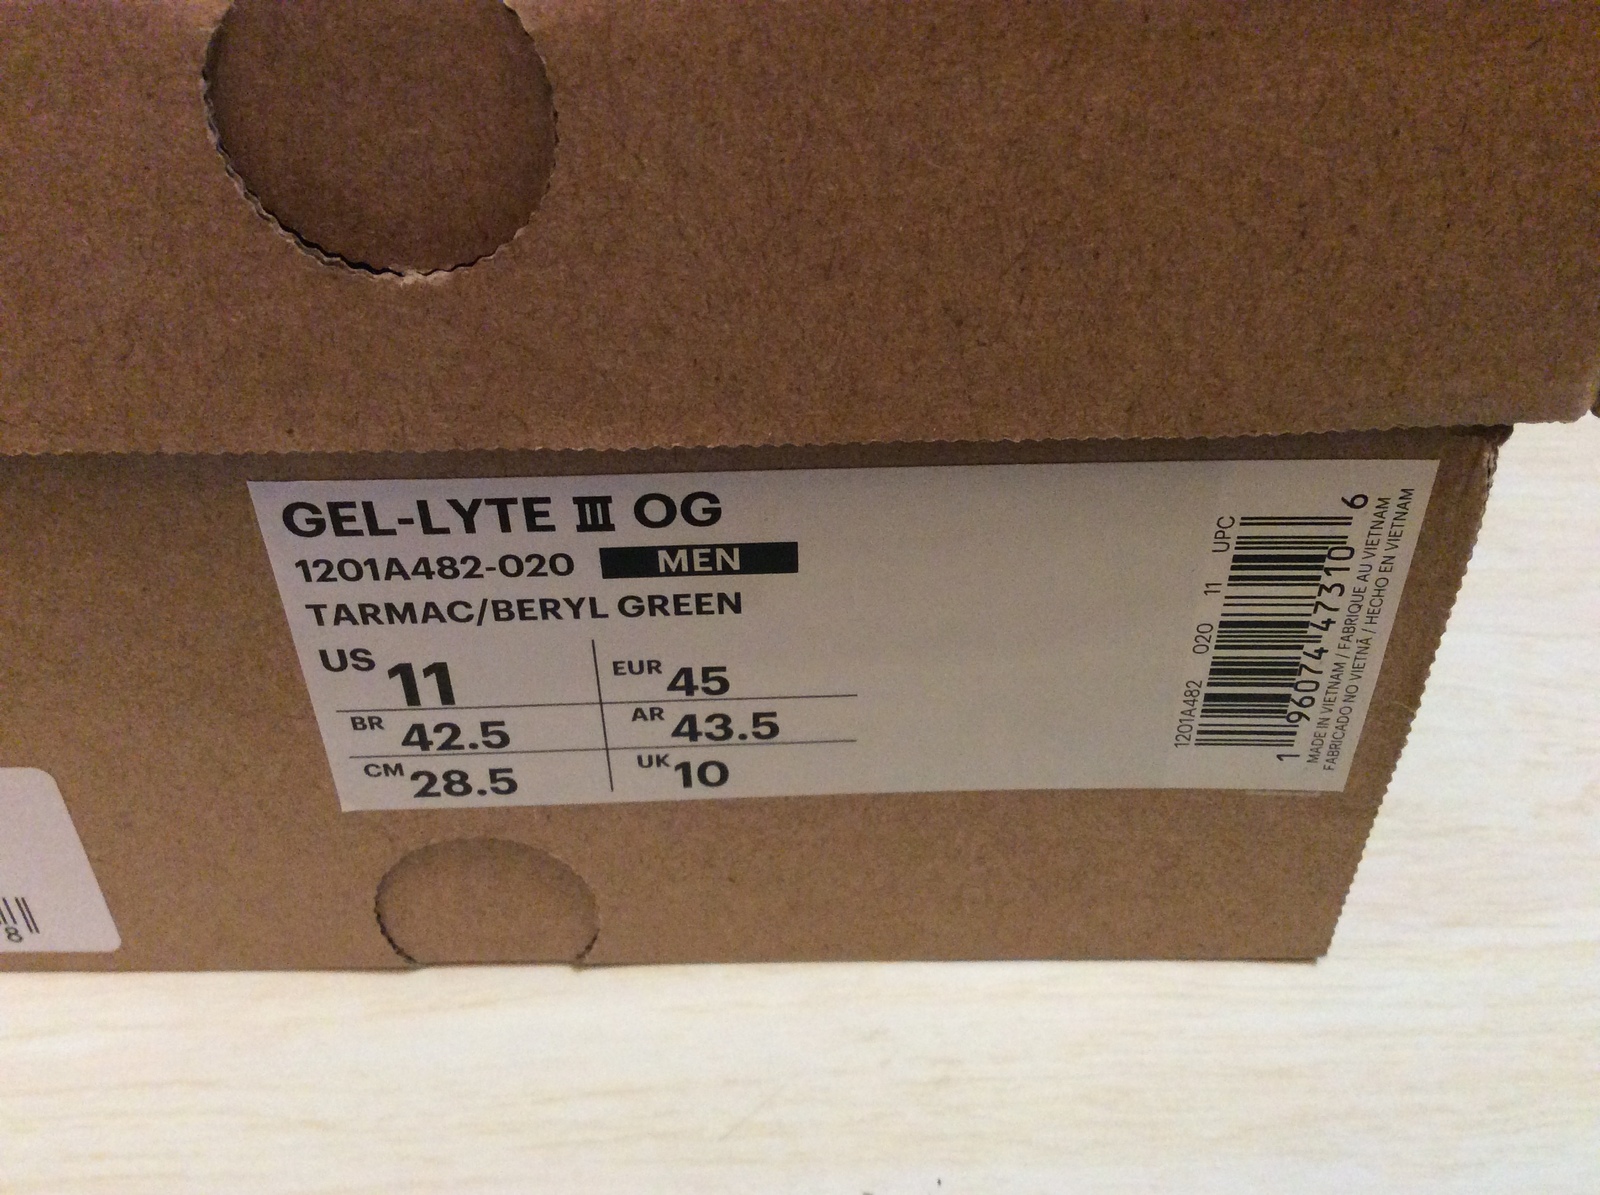 GEL-LYTE III OG
1201A482-020 MEN
TARMAC/BERYL GREEN
US 11 EUR 45
BR 42.5 AR 43.5
CM 28.5 UK 10
1201A482 020 11 UPC
1 96074 47310 6
MADE IN VIETNAM / FABRIQUE AU VIETNAM
FABRICADO NO VIETNÃ / HECHO EN VIETNAM
8